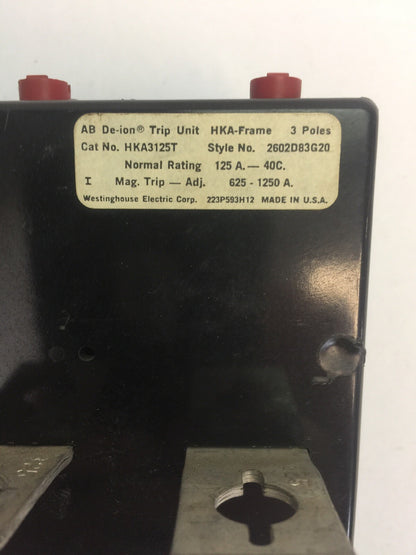 AB De-ion® Trip Unit HKA-Frame 3 Poles
Cat No. HKA3125T Style No. 2602D83G20
Normal Rating 125 A.— 40C.
I Mag. Trip — Adj. 625 - 1250 A.
Westinghouse Electric Corp. 223P593H12 MADE IN U.S.A.